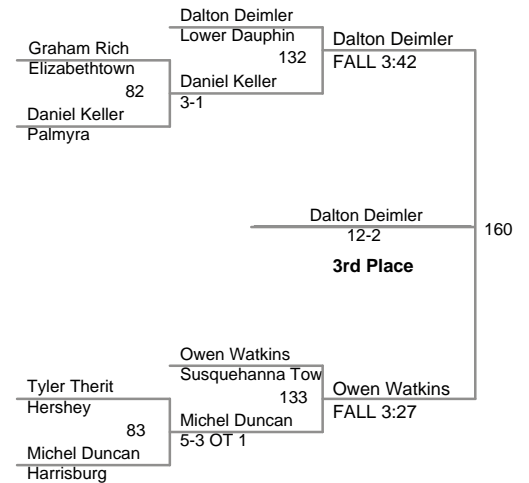 Dalton Deimler
Lower Dauphin
132
Dalton Deimler
FALL 3:42
Graham Rich
Elizabethtown
82
Daniel Keller
3-1
Daniel Keller
Palmyra
Dalton Deimler
12-2
160
3rd Place
Owen Watkins
Susquehanna Tow
133
Owen Watkins
FALL 3:27
Tyler Therit
Hershey
83
Michel Duncan
5-3 OT 1
Michel Duncan
Harrisburg